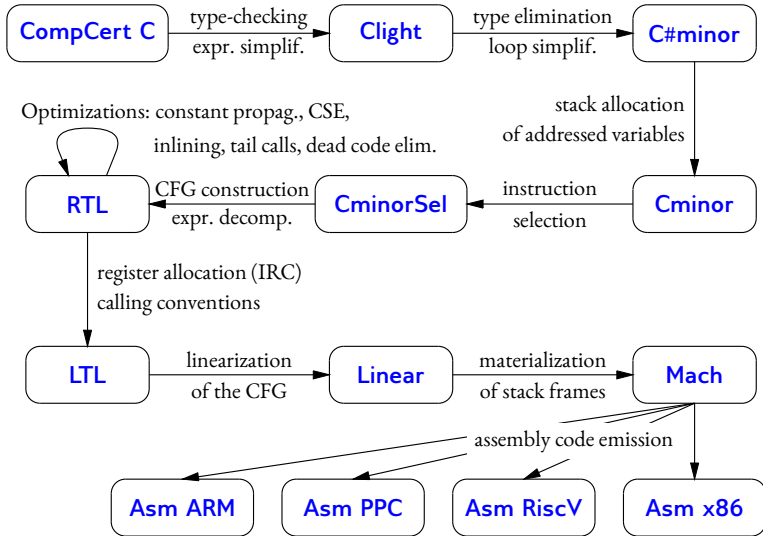 CompCert C
type-checking
expr. simplif.
Clight
type elimination
loop simplif.
C#minor
stack allocation
of addressed variables
Optimizations: constant propag., CSE,
inlining, tail calls, dead code elim.
RTL
CFG construction
expr. decomp.
CminorSel
instruction
selection
Cminor
register allocation (IRC)
calling conventions
LTL
linearization
of the CFG
Linear
materialization
of stack frames
Mach
assembly code emission
Asm ARM
Asm PPC
Asm RiscV
Asm x86